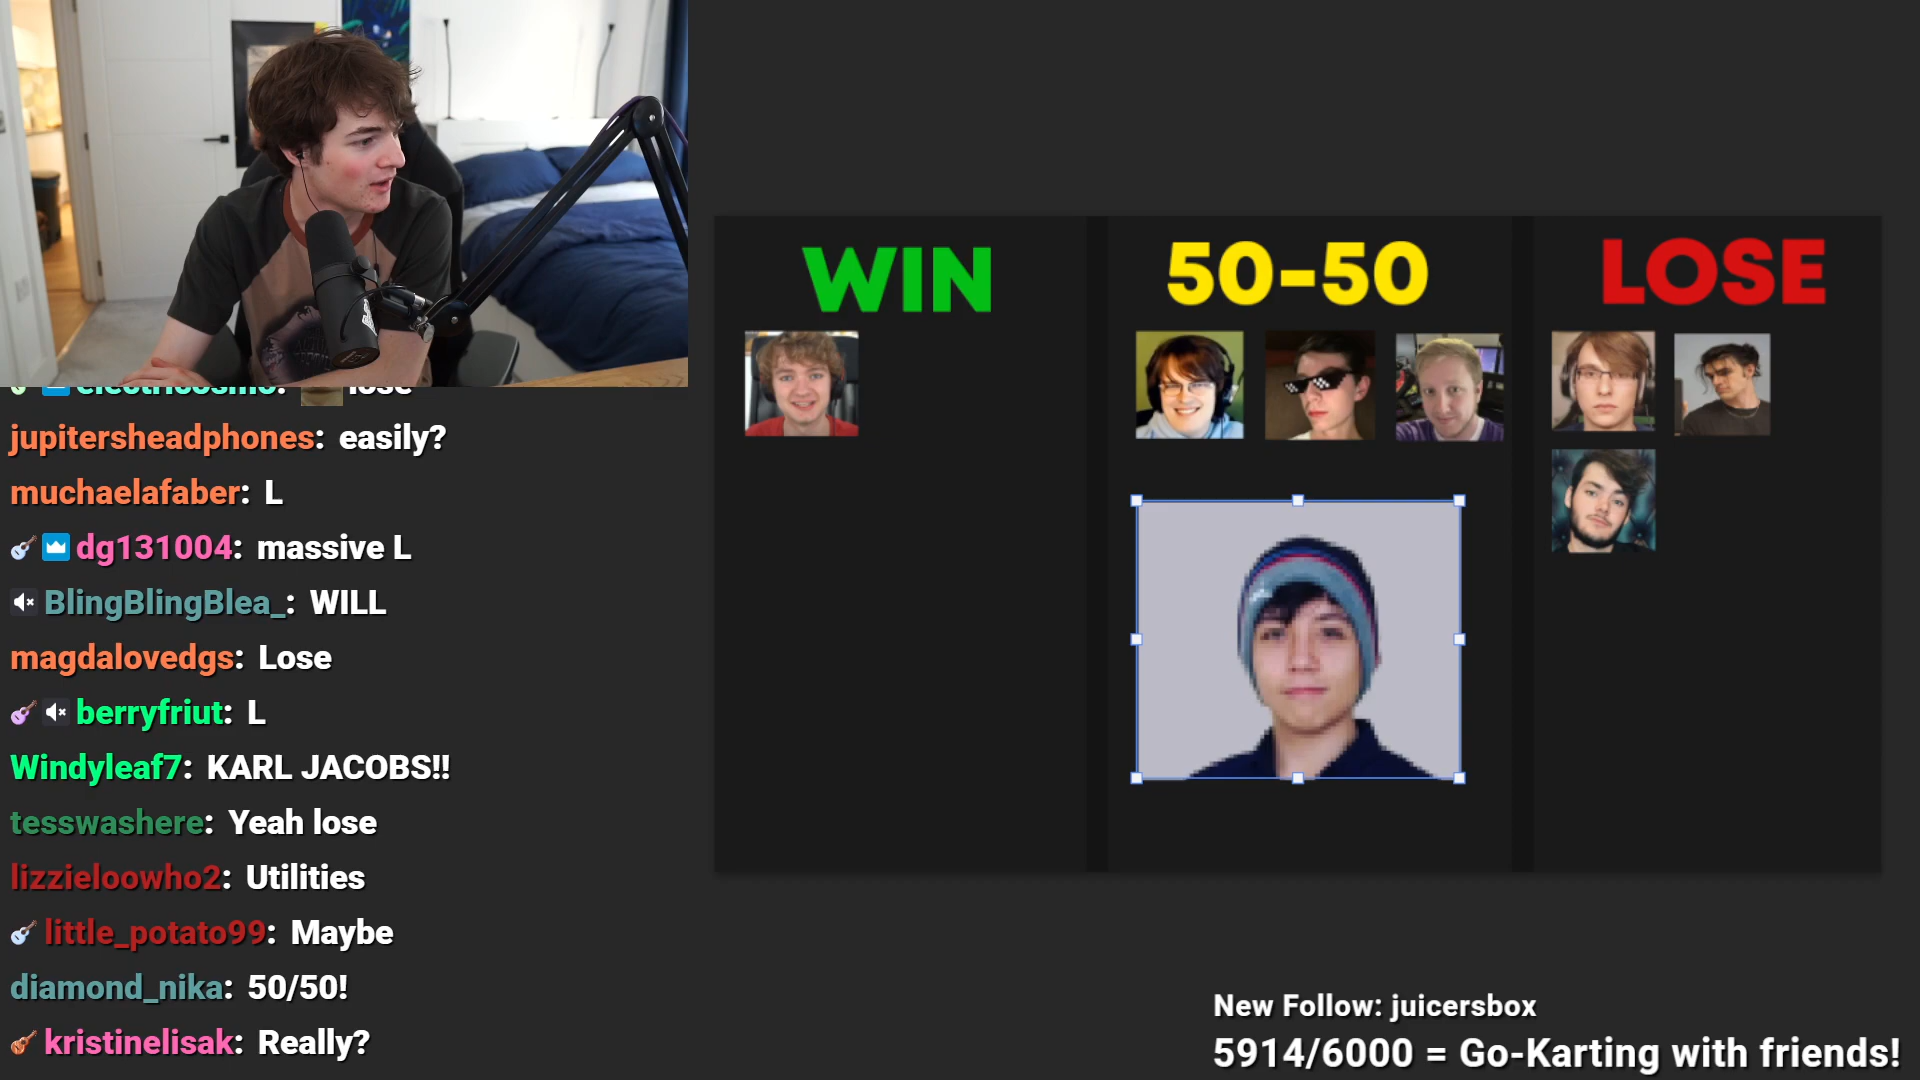 electricosmo: lose
jupitersheadphones: easily?
muchaelafaber: L
dg131004: massive L
BlingBlingBlea_: WILL
magdalovedgs: Lose
berryfriut: L
Windyleaf7: KARL JACOBS!!
tesswashere: Yeah lose
lizzieloowho2: Utilities
little_potato99: Maybe
diamond_nika: 50/50!
kristinelisak: Really?
WIN
50-50
LOSE
New Follow: juicersbox
5914/6000 = Go-Karting with friends!